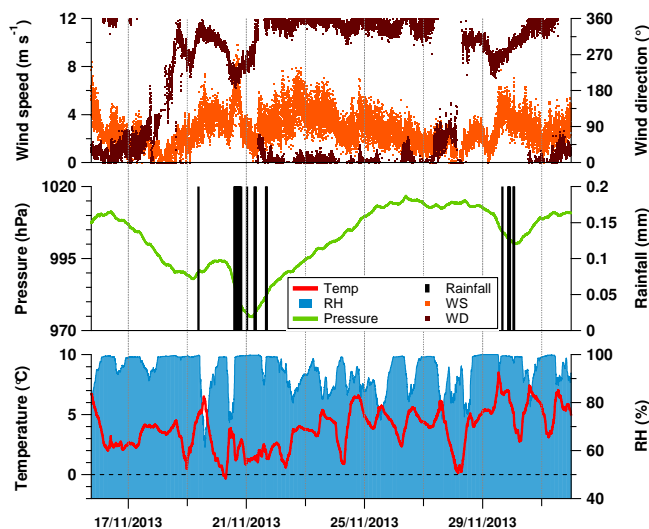 Wind speed (m s⁻¹)
12
8
4
0
360
270
180
90
0
Wind direction (°)
Pressure (hPa)
1020
995
970
0.2
0.15
0.1
0.05
0
Rainfall (mm)
Temp
RH
Pressure
Rainfall
WS
WD
Temperature (°C)
10
5
0
100
80
60
40
RH (%)
17/11/2013 21/11/2013 25/11/2013 29/11/2013